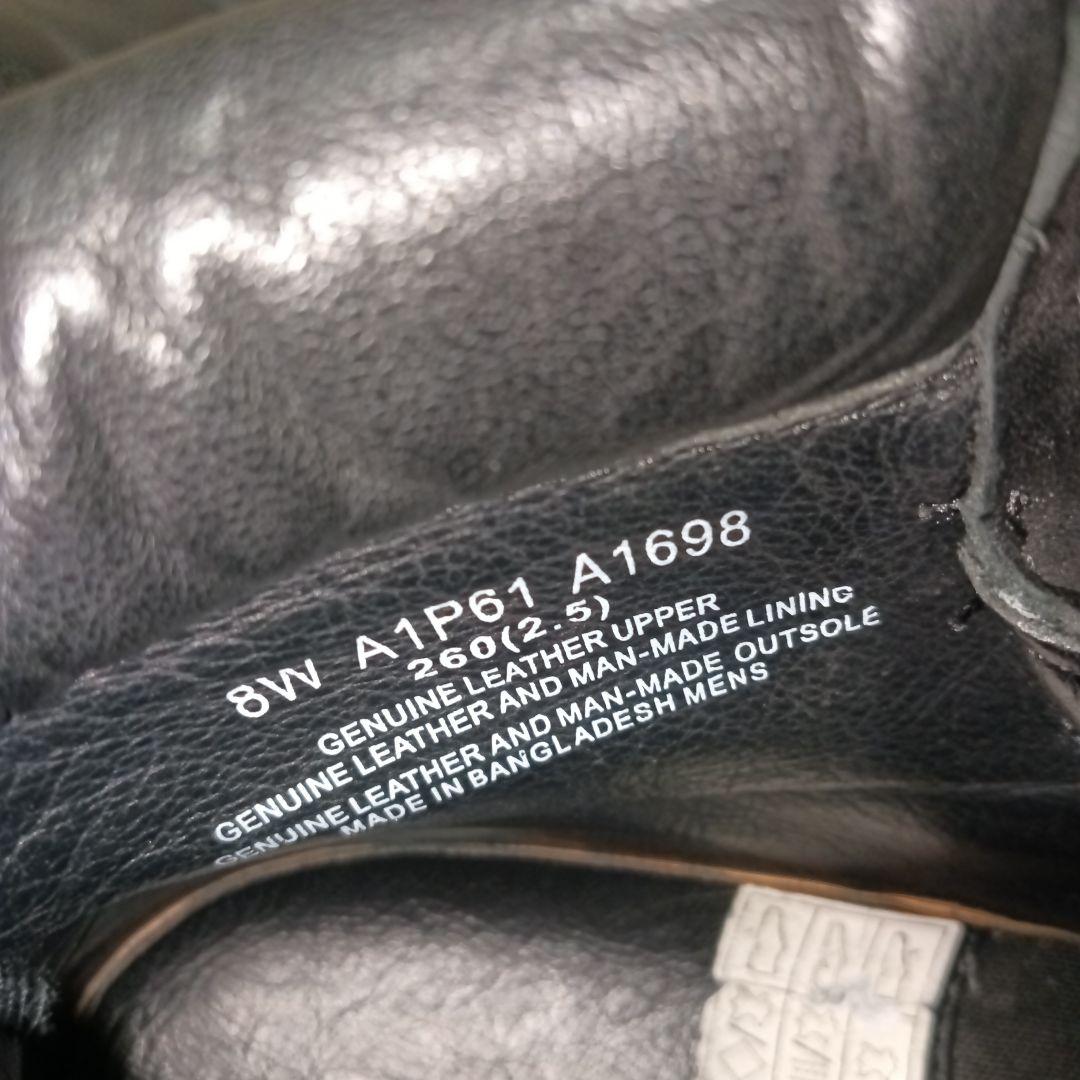 8W A1P61 A1698
260(2.5)
GENUINE LEATHER UPPER
GENUINE LEATHER AND MAN-MADE LINING
GENUINE LEATHER AND MAN-MADE OUTSOLE
MADE IN BANGLADESH MENS